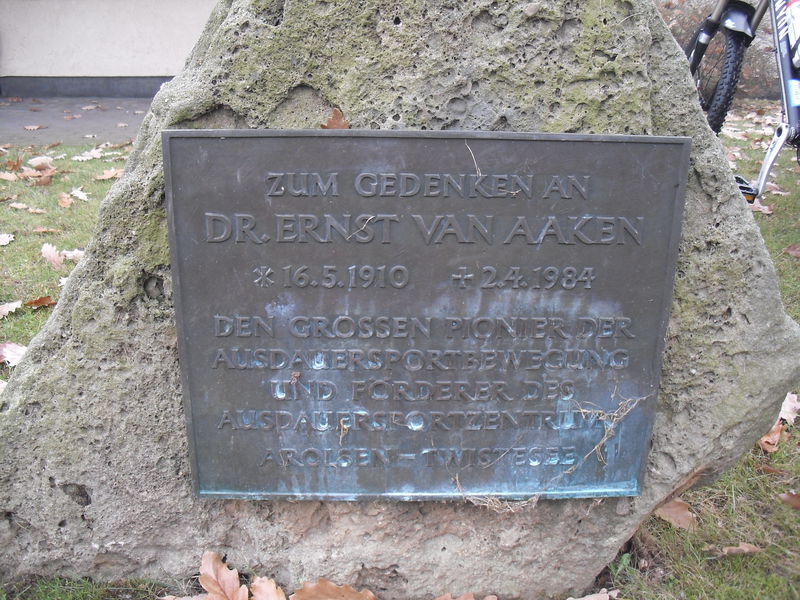 ZUM GEDENKEN AN
DR. ERNST VAN AAKEN
* 16.5.1910 + 2.4.1984
DEN GROSSEN PIONIER DER
AUSDAUERSPORTBEWEGUNG
UND FÖRDERER DES
AUSDAUERSPORTZENTRUMS
AROLSEN – TWISTESEE